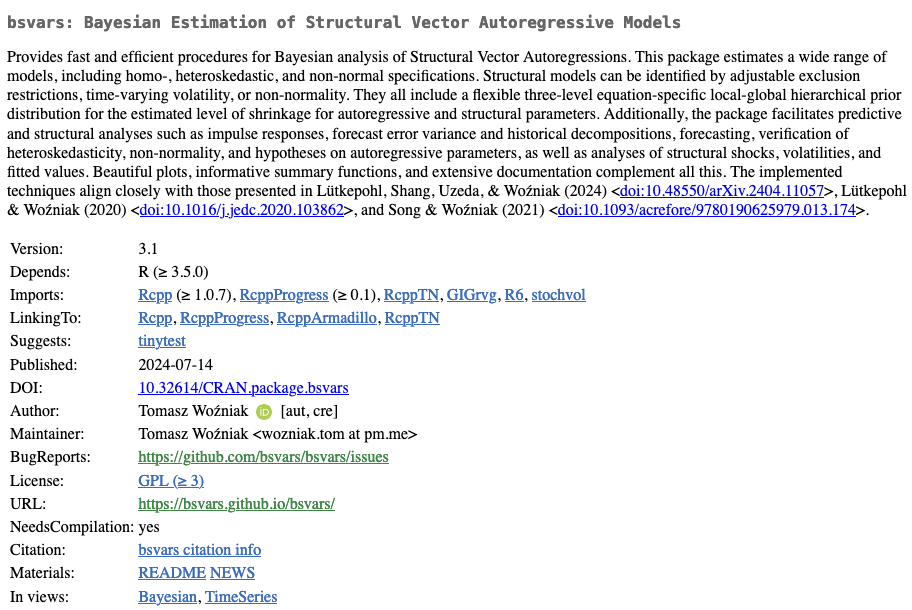 bsvars: Bayesian Estimation of Structural Vector Autoregressive Models
Provides fast and efficient procedures for Bayesian analysis of Structural Vector Autoregressions. This package estimates a wide range of
models, including homo-, heteroskedastic, and non-normal specifications. Structural models can be identified by adjustable exclusion
restrictions, time-varying volatility, or non-normality. They all include a flexible three-level equation-specific local-global hierarchical prior
distribution for the estimated level of shrinkage for autoregressive and structural parameters. Additionally, the package facilitates predictive
and structural analyses such as impulse responses, forecast error variance and historical decompositions, forecasting, verification of
heteroskedasticity, non-normality, and hypotheses on autoregressive parameters, as well as analyses of structural shocks, volatilities, and
fitted values. Beautiful plots, informative summary functions, and extensive documentation complement all this. The implemented
techniques align closely with those presented in Lütkepohl, Shang, Uzeda, & Woźniak (2024) <doi:10.48550/arXiv.2404.11057>, Lütkepohl
& Woźniak (2020) <doi:10.1016/j.jedc.2020.103862>, and Song & Woźniak (2021) <doi:10.1093/acrefore/9780190625979.013.174>.
Version: 3.1
Depends: R (≥ 3.5.0)
Imports: Rcpp (≥ 1.0.7), RcppProgress (≥ 0.1), RcppTN, GIGrvg, R6, stochvol
LinkingTo: Rcpp, RcppProgress, RcppArmadillo, RcppTN
Suggests: tinytest
Published: 2024-07-14
DOI: 10.32614/CRAN.package.bsvars
Author: Tomasz Woźniak iD [aut, cre]
Maintainer: Tomasz Woźniak <wozniak.tom at pm.me>
BugReports: https://github.com/bsvars/bsvars/issues
License: GPL (≥ 3)
URL: https://bsvars.github.io/bsvars/
NeedsCompilation: yes
Citation: bsvars citation info
Materials: README NEWS
In views: Bayesian, TimeSeries